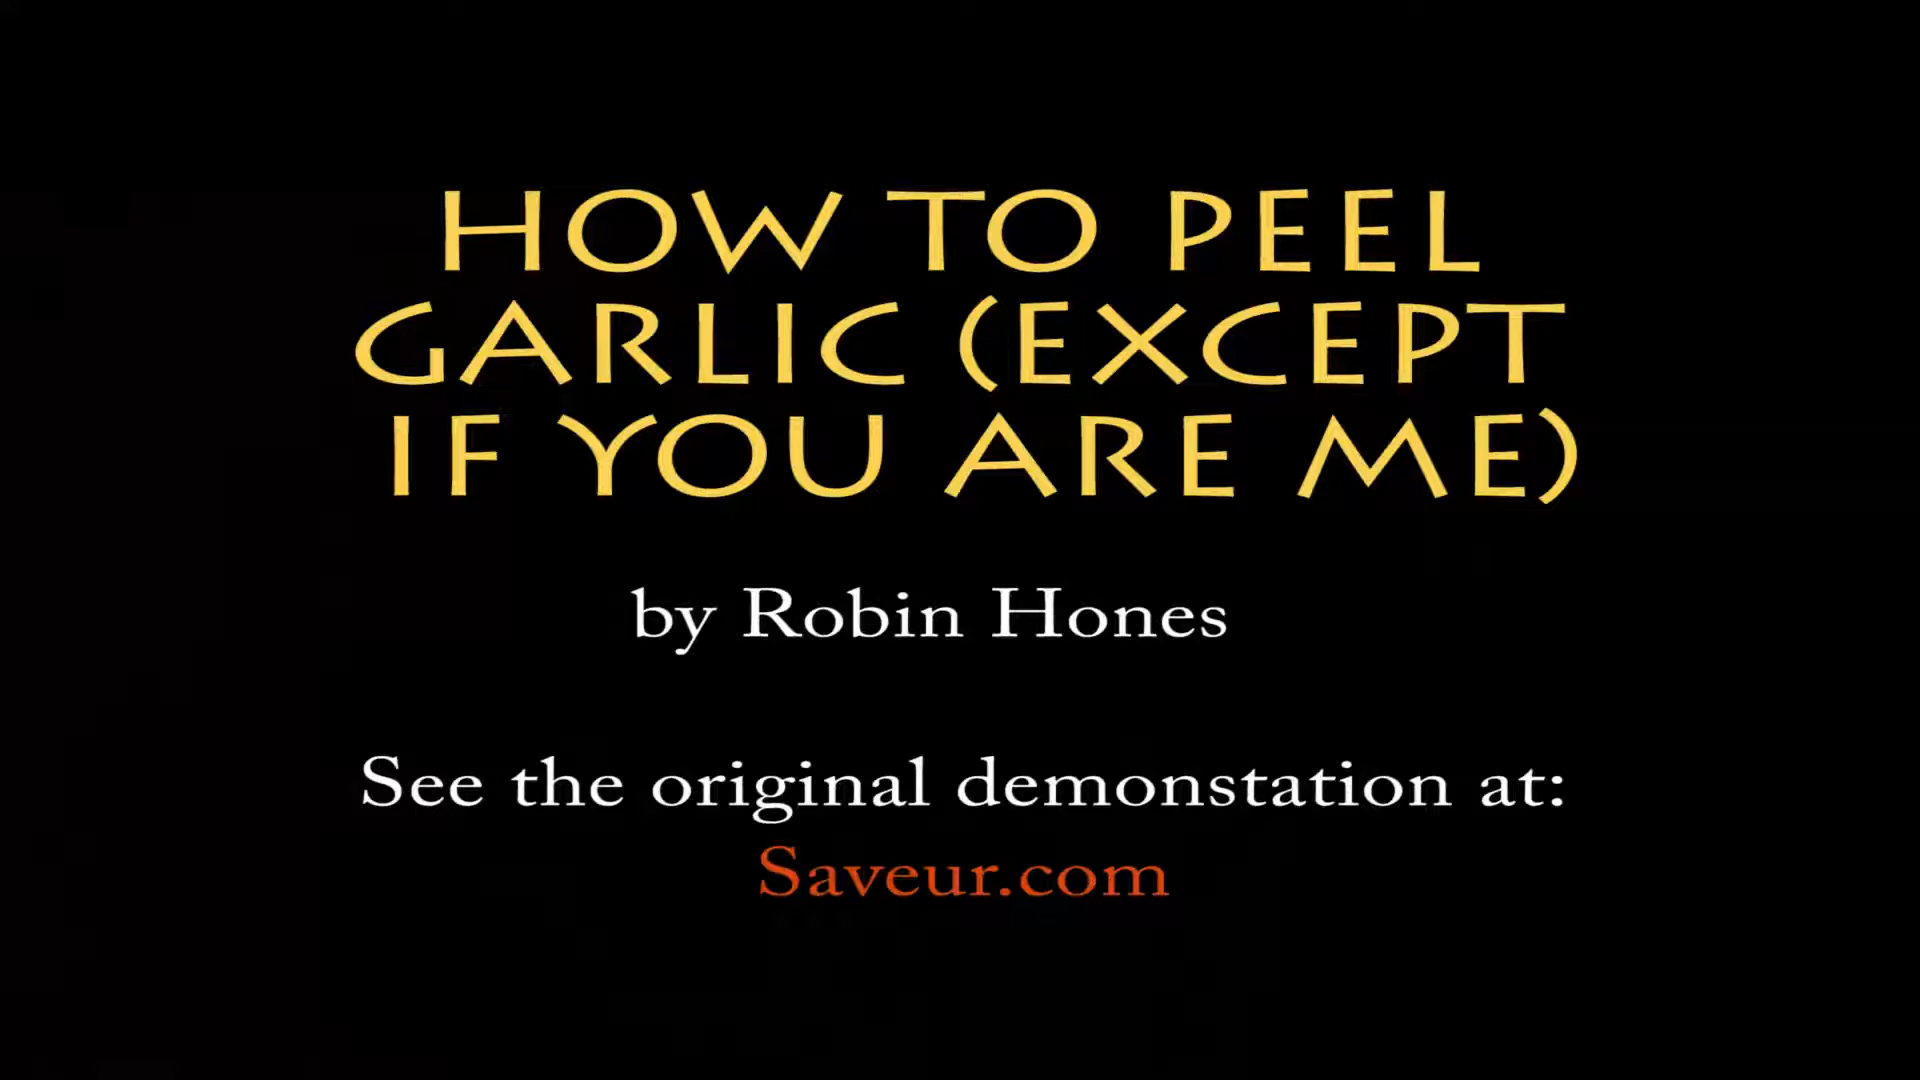 HOW TO PEEL
GARLIC (EXCEPT
IF YOU ARE ME)
by Robin Hones
See the original demonstation at:
Saveur.com